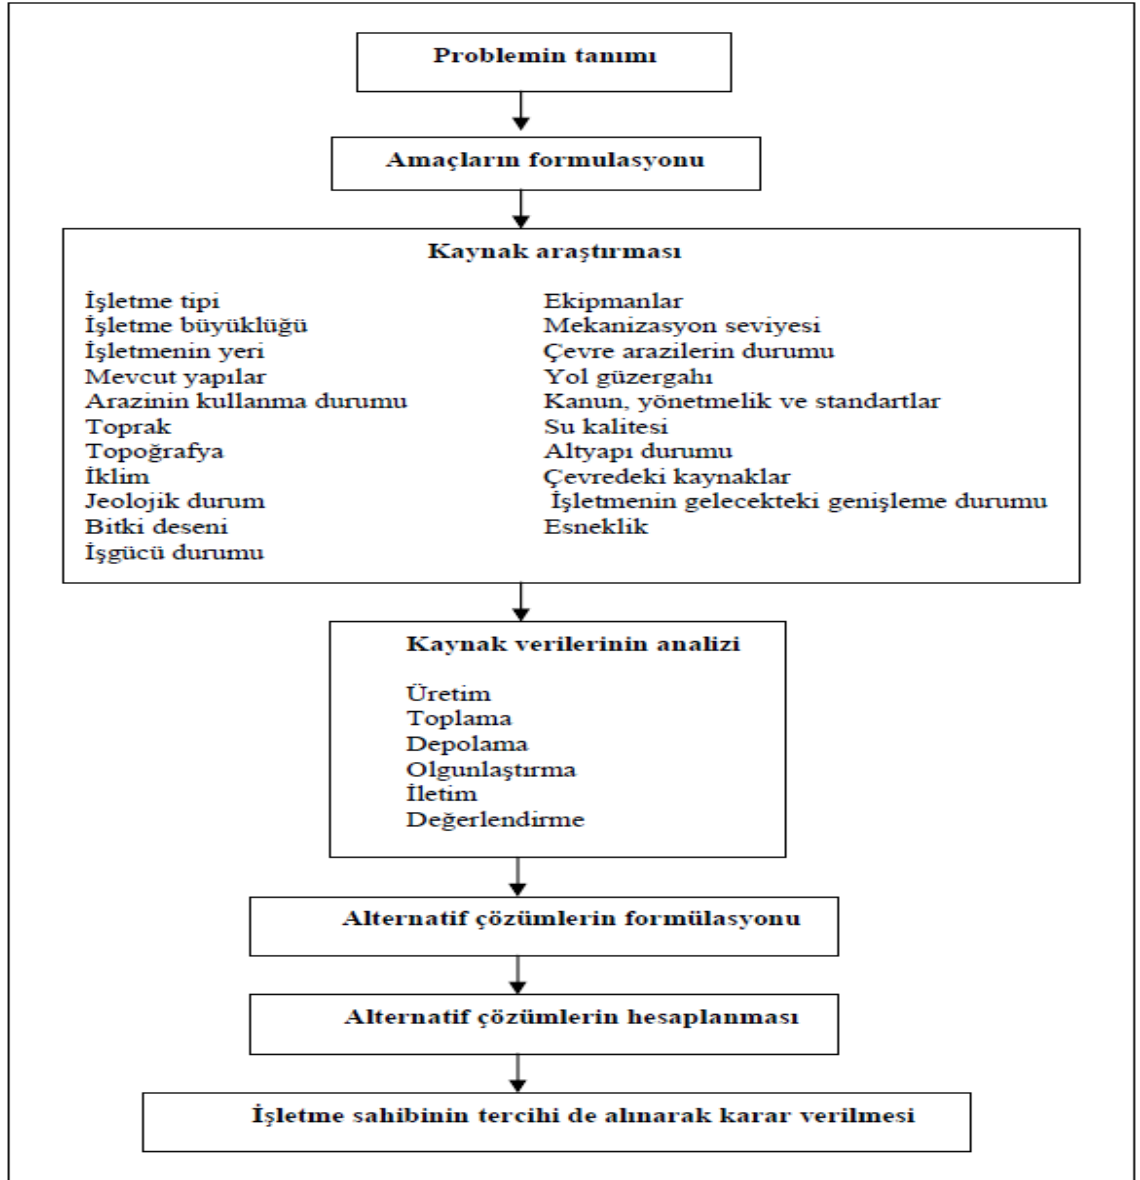 Problemin tanımı
Amaçların formulasyonu
Kaynak araştırması
İşletme tipi
İşletme büyüklüğü
İşletmenin yeri
Mevcut yapılar
Arazinin kullanma durumu
Toprak
Topoğrafya
İklim
Jeolojik durum
Bitki deseni
İşgücü durumu
Ekipmanlar
Mekanizasyon seviyesi
Çevre arazilerin durumu
Yol güzergahı
Kanun, yönetmelik ve standartlar
Su kalitesi
Altyapı durumu
Çevredeki kaynaklar
İşletmenin gelecekteki genişleme durumu
Esneklik
Kaynak verilerinin analizi
Üretim
Toplama
Depolama
Olgunlaştırma
İletim
Değerlendirme
Alternatif çözümlerin formülasyonu
Alternatif çözümlerin hesaplanması
İşletme sahibinin tercihi de alınarak karar verilmesi